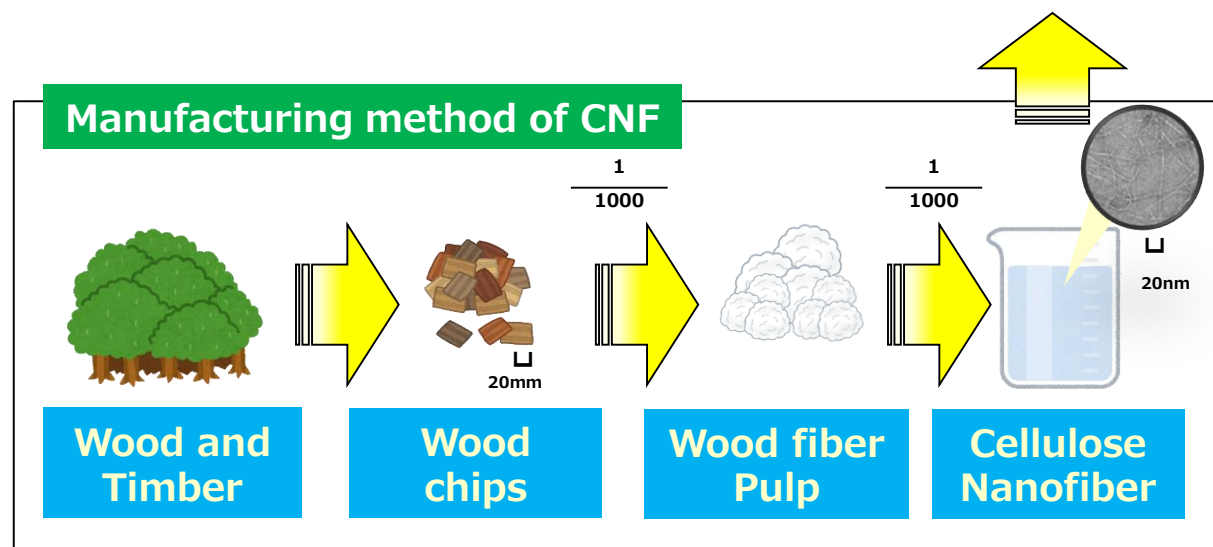 Manufacturing method of CNF
1
1000
1
1000
20mm
20nm
Wood and
Timber
Wood
chips
Wood fiber
Pulp
Cellulose
Nanofiber